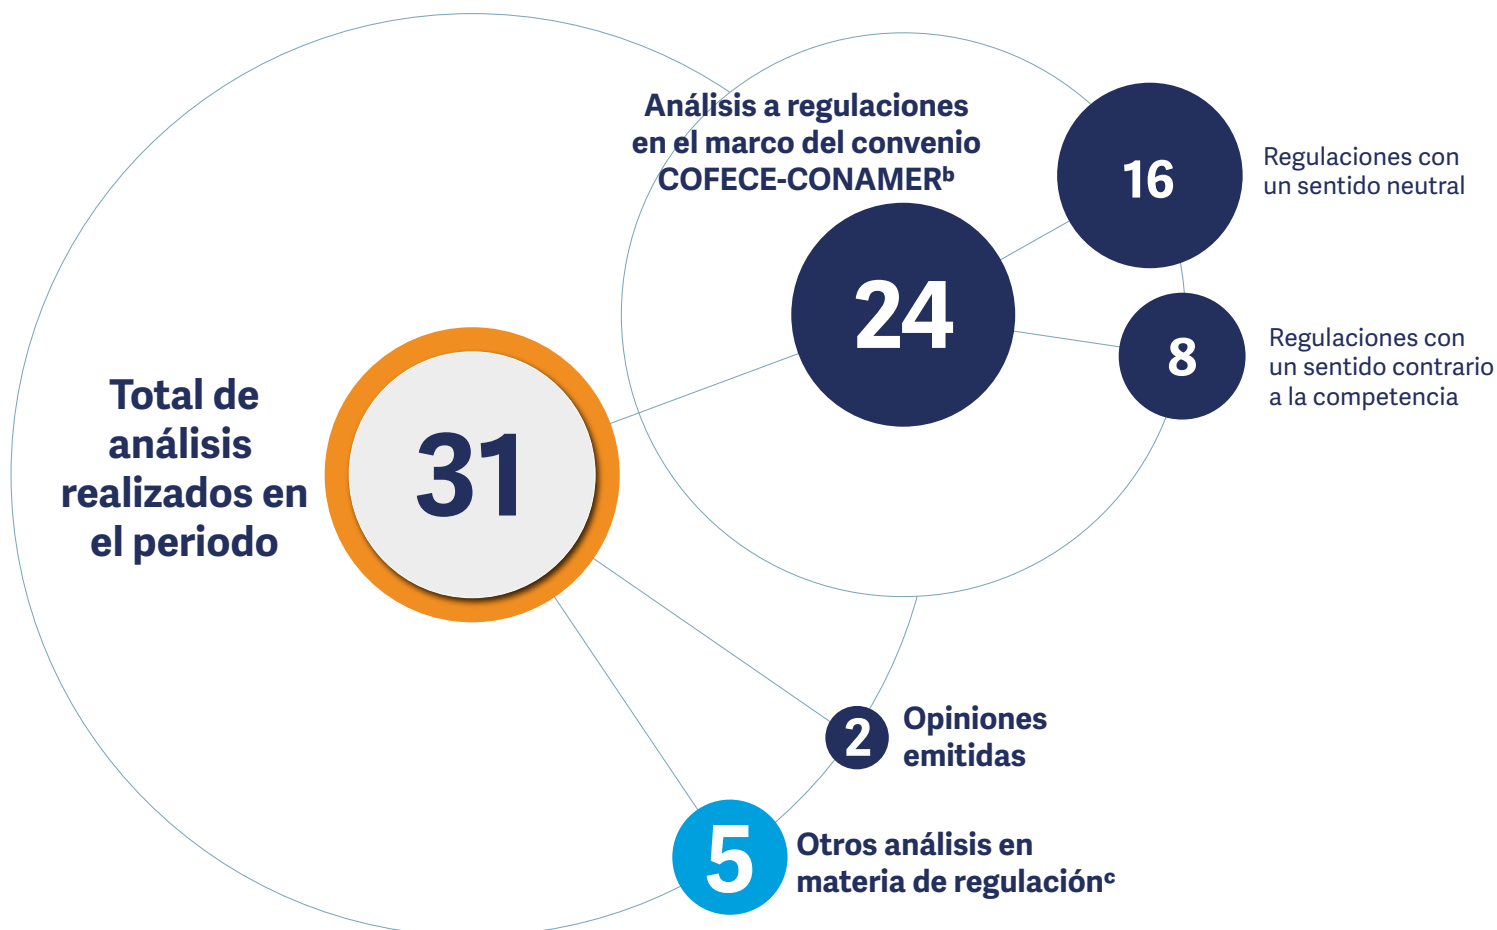 Análisis a regulaciones
en el marco del convenio
COFECE-CONAMERᵇ
16
Regulaciones con
un sentido neutral
24
8
Regulaciones con
un sentido contrario
a la competencia
Total de
análisis
realizados en
el periodo
31
2
Opiniones
emitidas
5
Otros análisis en
materia de regulaciónᶜ